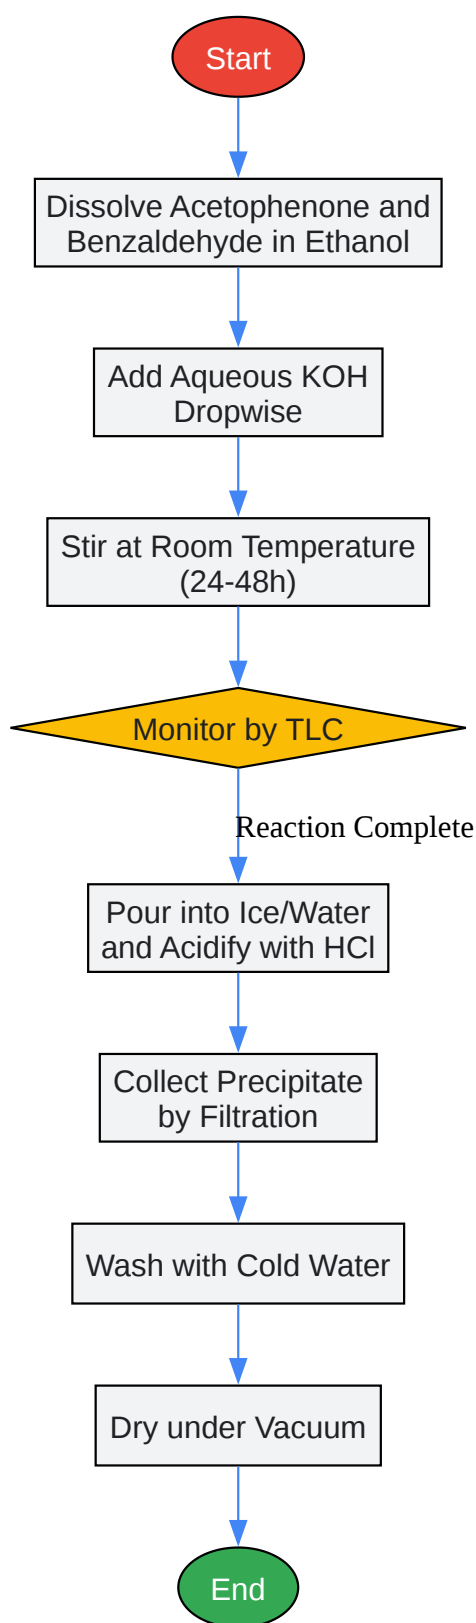 Start
Dissolve Acetophenone and
Benzaldehyde in Ethanol
Add Aqueous KOH
Dropwise
Stir at Room Temperature
(24-48h)
Monitor by TLC
Reaction Complete
Pour into Ice/Water
and Acidify with HCl
Collect Precipitate
by Filtration
Wash with Cold Water
Dry under Vacuum
End